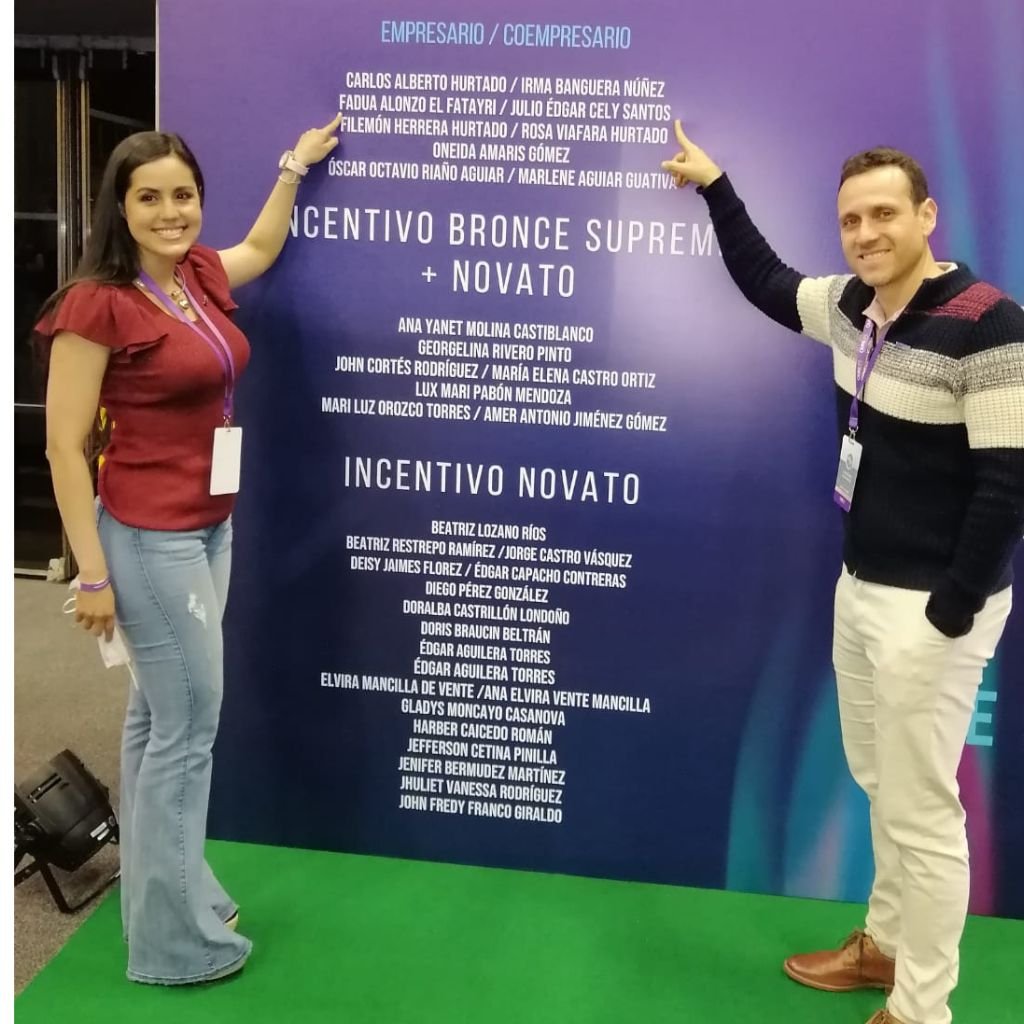 EMPRESARIO / COEMPRESARIO
CARLOS ALBERTO HURTADO / IRMA BANGUERA NÚÑEZ
FADUA ALONZO EL FATAYRI / JULIO ÉDGAR CELY SANTOS
FILEMÓN HERRERA HURTADO / ROSA VIAFARA HURTADO
ONEIDA AMARIS GÓMEZ
ÓSCAR OCTAVIO RIAÑO AGUIAR / MARLENE AGUIAR GUATIVA
NCENTIVO BRONCE SUPREM
+ NOVATO
ANA YANET MOLINA CASTIBLANCO
GEORGELINA RIVERO PINTO
JOHN CORTÉS RODRÍGUEZ / MARÍA ELENA CASTRO ORTIZ
LUX MARI PABÓN MENDOZA
MARI LUZ OROZCO TORRES / AMER ANTONIO JIMÉNEZ GÓMEZ
INCENTIVO NOVATO
BEATRIZ LOZANO RÍOS
BEATRIZ RESTREPO RAMÍREZ /JORGE CASTRO VÁSQUEZ
DEISY JAIMES FLOREZ / ÉDGAR CAPACHO CONTRERAS
DIEGO PÉREZ GONZÁLEZ
DORALBA CASTRILLÓN LONDOÑO
DORIS BRAUCIN BELTRÁN
ÉDGAR AGUILERA TORRES
ÉDGAR AGUILERA TORRES
ELVIRA MANCILLA DE VENTE /ANA ELVIRA VENTE MANCILLA
GLADYS MONCAYO CASANOVA
HARBER CAICEDO ROMÁN
JEFFERSON CETINA PINILLA
JENIFER BERMUDEZ MARTÍNEZ
JHULIET VANESSA RODRÍGUEZ
JOHN FREDY FRANCO GIRALDO
E